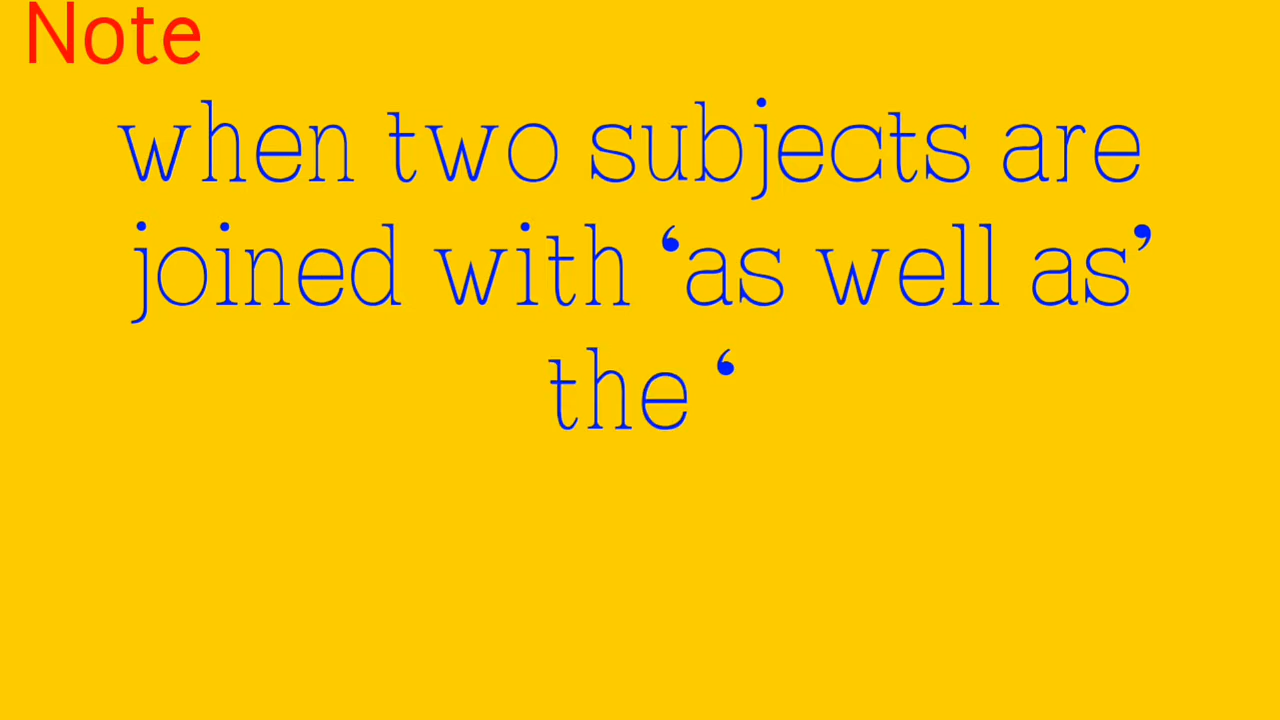 Note
when two subjects are
joined with ‘as well as’
the ‘